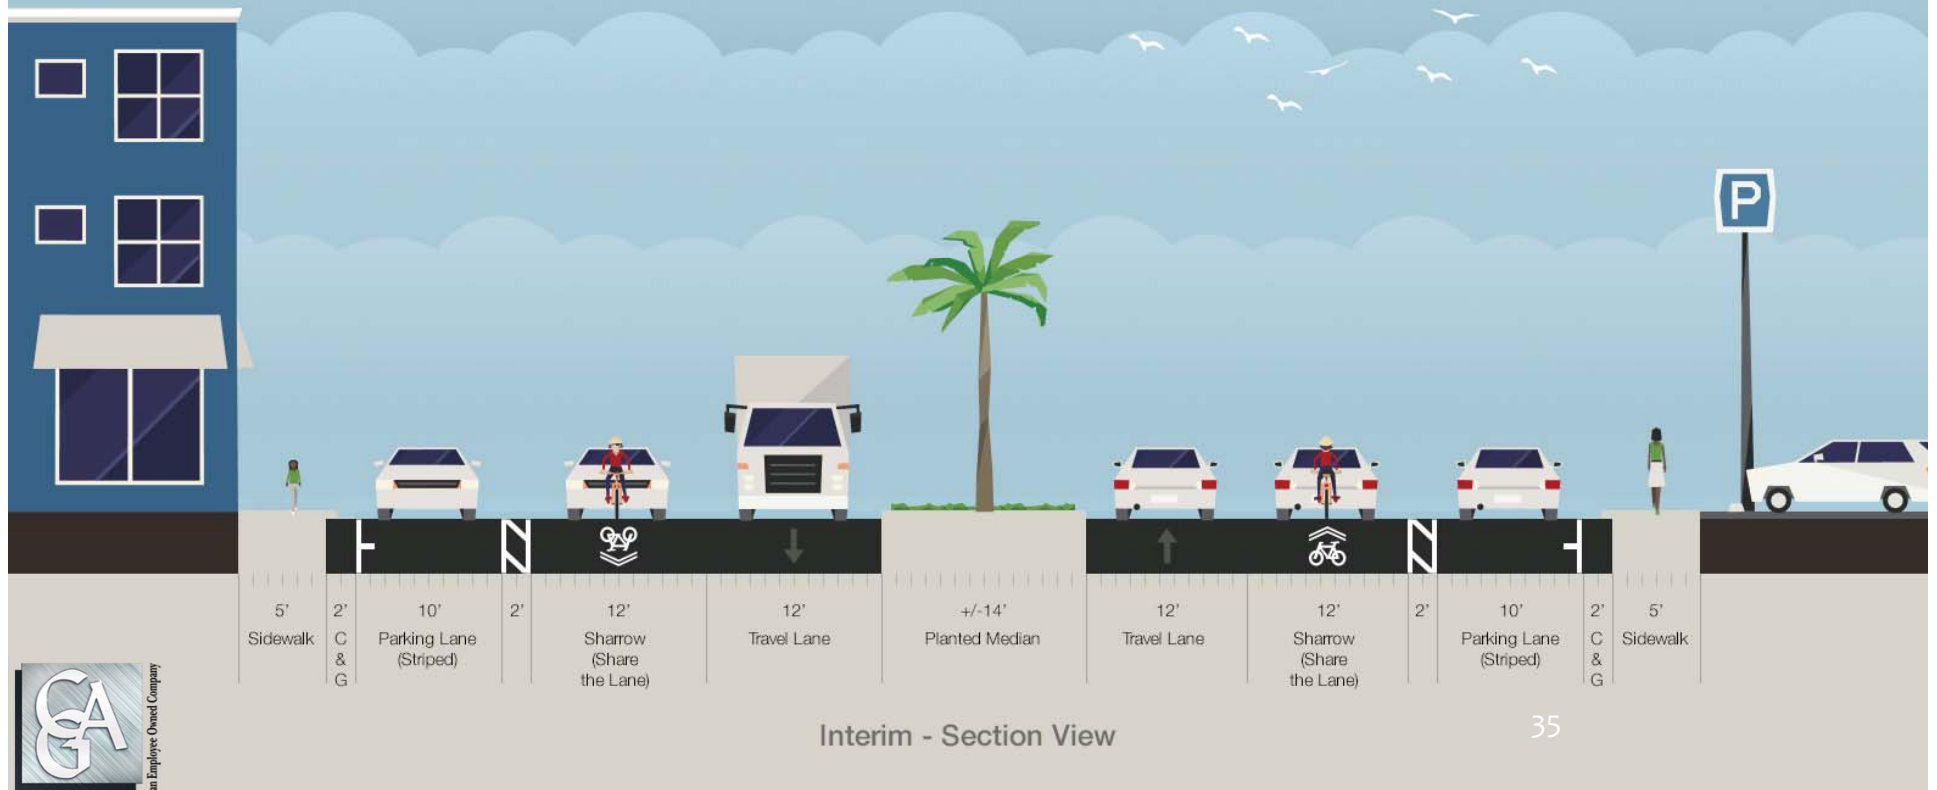 P
5' 2' 10' 2' 12' 12' +/-14' 12' 12' 2' 10' 2' 5'
Sidewalk C Parking Lane Sharrow Travel Lane Planted Median Travel Lane Sharrow Parking Lane C Sidewalk
& (Striped) (Share (Share (Striped) &
G the Lane) the Lane) G
CAGG
an Employee Owned Company
Interim - Section View
35